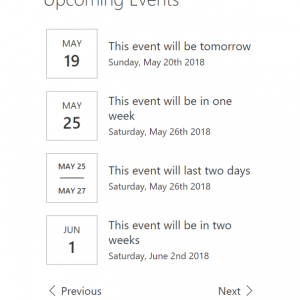 Upcoming Events
MAY
19
This event will be tomorrow
Sunday, May 20th 2018
MAY
25
This event will be in one
week
Saturday, May 26th 2018
MAY 25
MAY 27
This event will last two days
Saturday, May 26th 2018
JUN
1
This event will be in two
weeks
Saturday, June 2nd 2018
Previous
Next